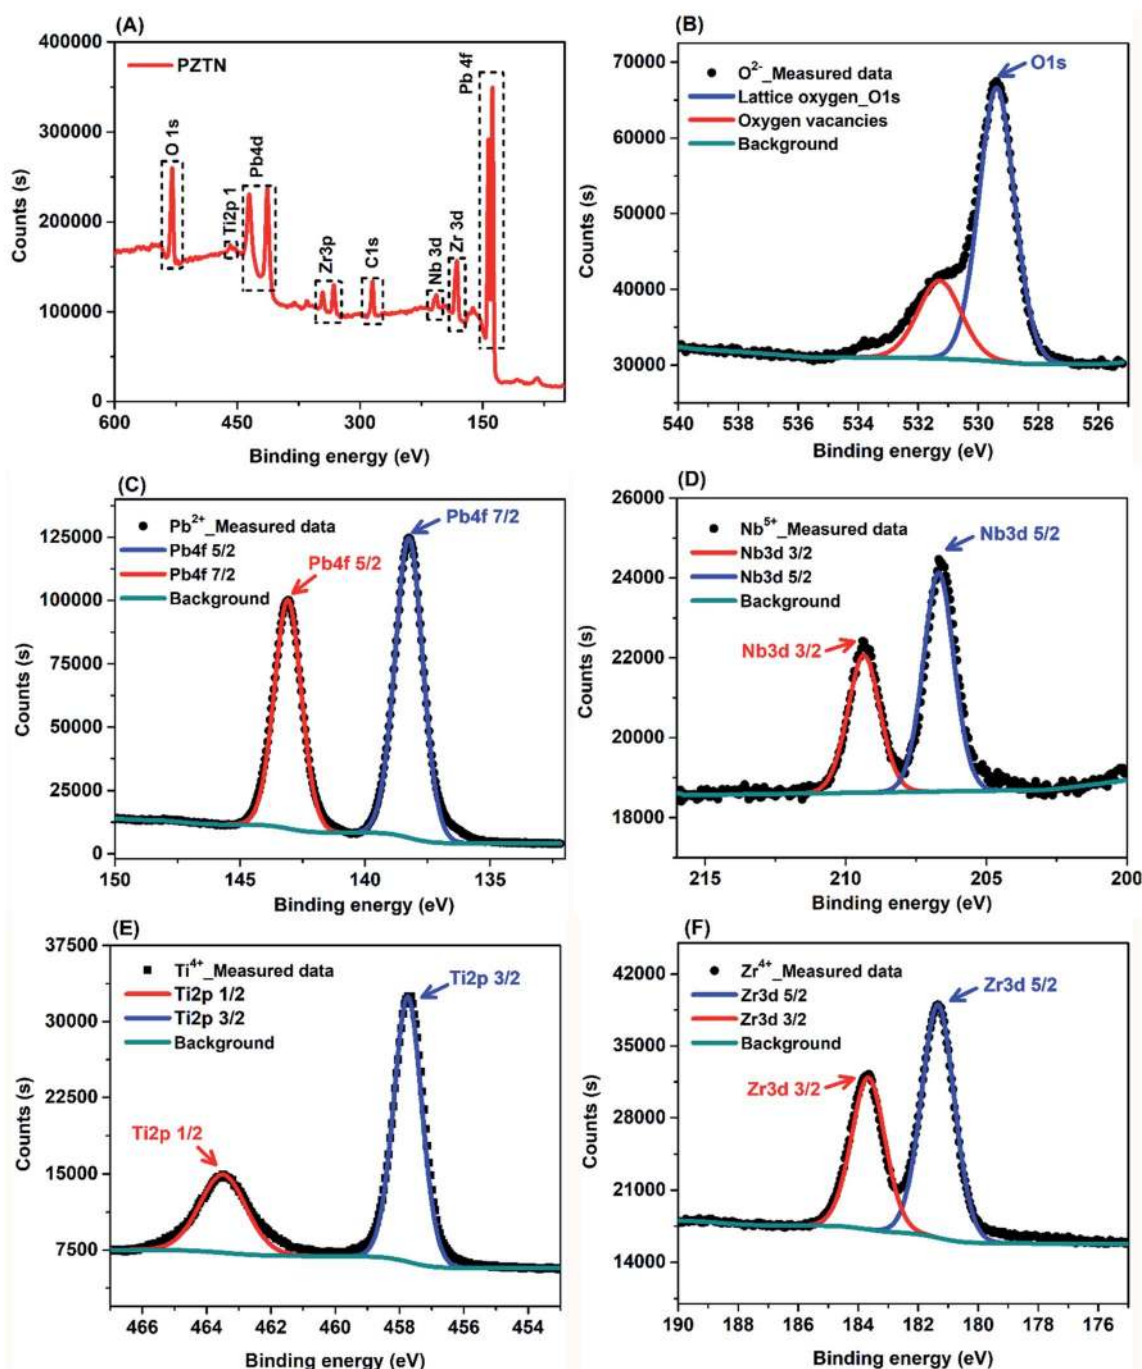 (A)
400000
300000
200000
100000
0
600
450
300
150
Counts (s)
Binding energy (eV)
PZTN
O 1s
Ti2p 1
Pb4d
Zr3p
C1s
Nb 3d
Zr 3d
Pb 4f
(B)
70000
60000
50000
40000
30000
540
538
536
534
532
530
528
526
Counts (s)
Binding energy (eV)
O2-_Measured data
Lattice oxygen_O1s
Oxygen vacancies
Background
O1s
(C)
125000
100000
75000
50000
25000
0
150
145
140
135
Counts (s)
Binding energy (eV)
Pb2+_Measured data
Pb4f 5/2
Pb4f 7/2
Background
Pb4f 5/2
Pb4f 7/2
(D)
26000
24000
22000
20000
18000
215
210
205
200
Counts (s)
Binding energy (eV)
Nb5+_Measured data
Nb3d 3/2
Nb3d 5/2
Background
Nb3d 3/2
Nb3d 5/2
(E)
37500
30000
22500
15000
7500
466
464
462
460
458
456
454
Counts (s)
Binding energy (eV)
Ti4+_Measured data
Ti2p 1/2
Ti2p 3/2
Background
Ti2p 1/2
Ti2p 3/2
(F)
42000
35000
28000
21000
14000
190
188
186
184
182
180
178
176
Counts (s)
Binding energy (eV)
Zr4+_Measured data
Zr3d 5/2
Zr3d 3/2
Background
Zr3d 3/2
Zr3d 5/2